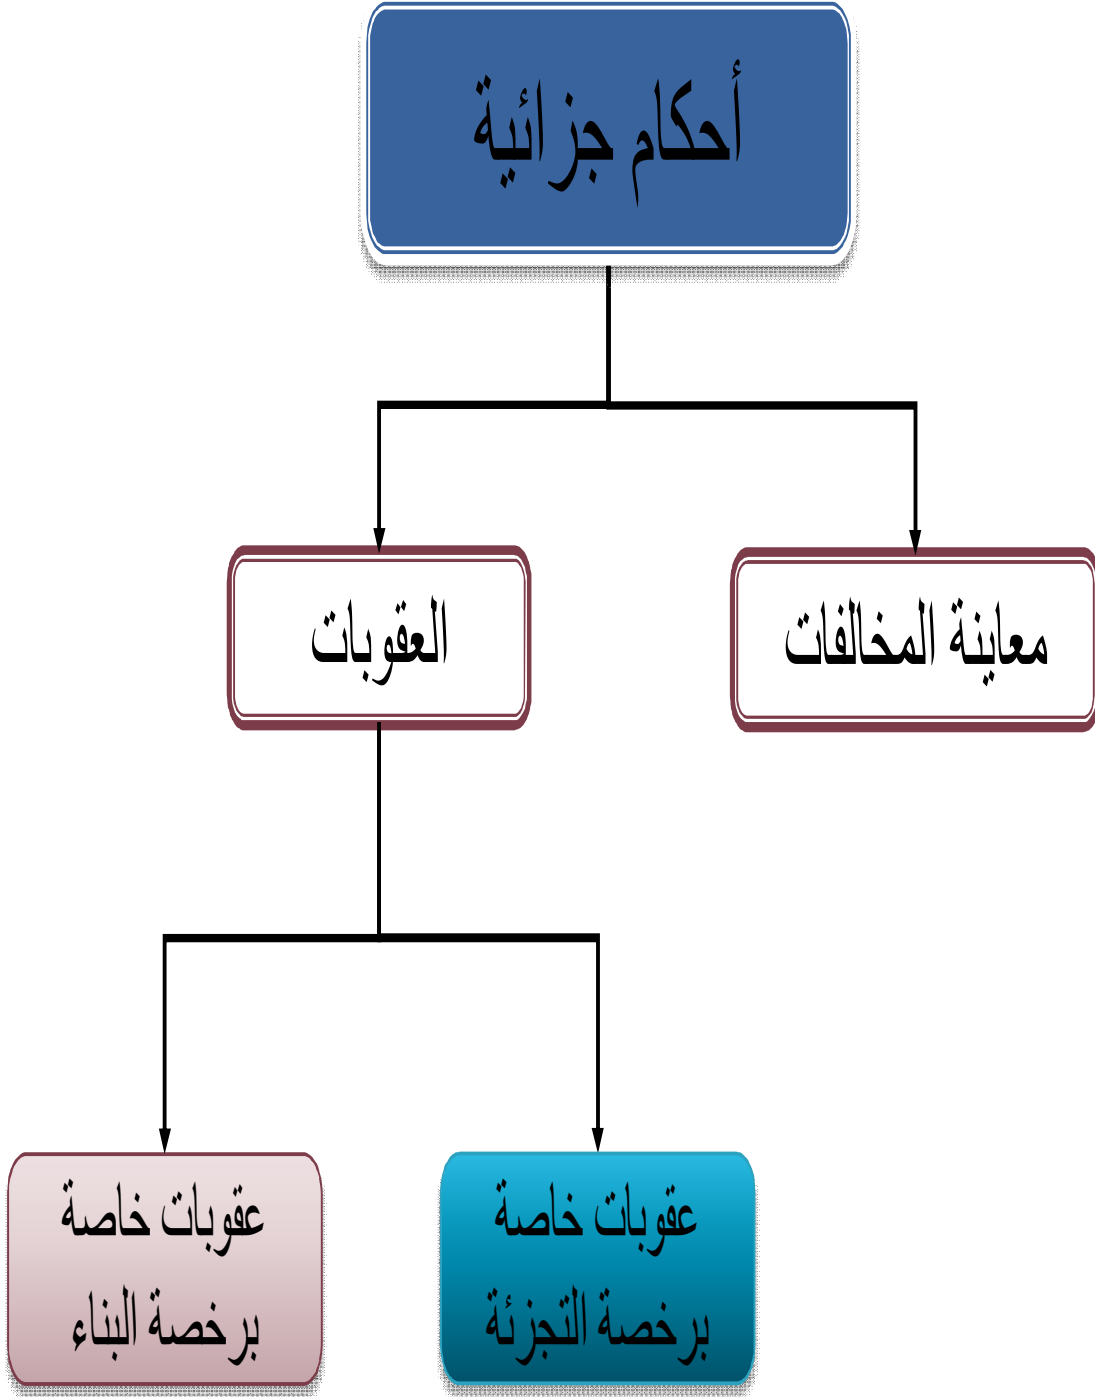 أحكام جزائية
معاينة المخالفات
العقوبات
عقوبات خاصة
برخصة التجزئة
عقوبات خاصة
برخصة البناء